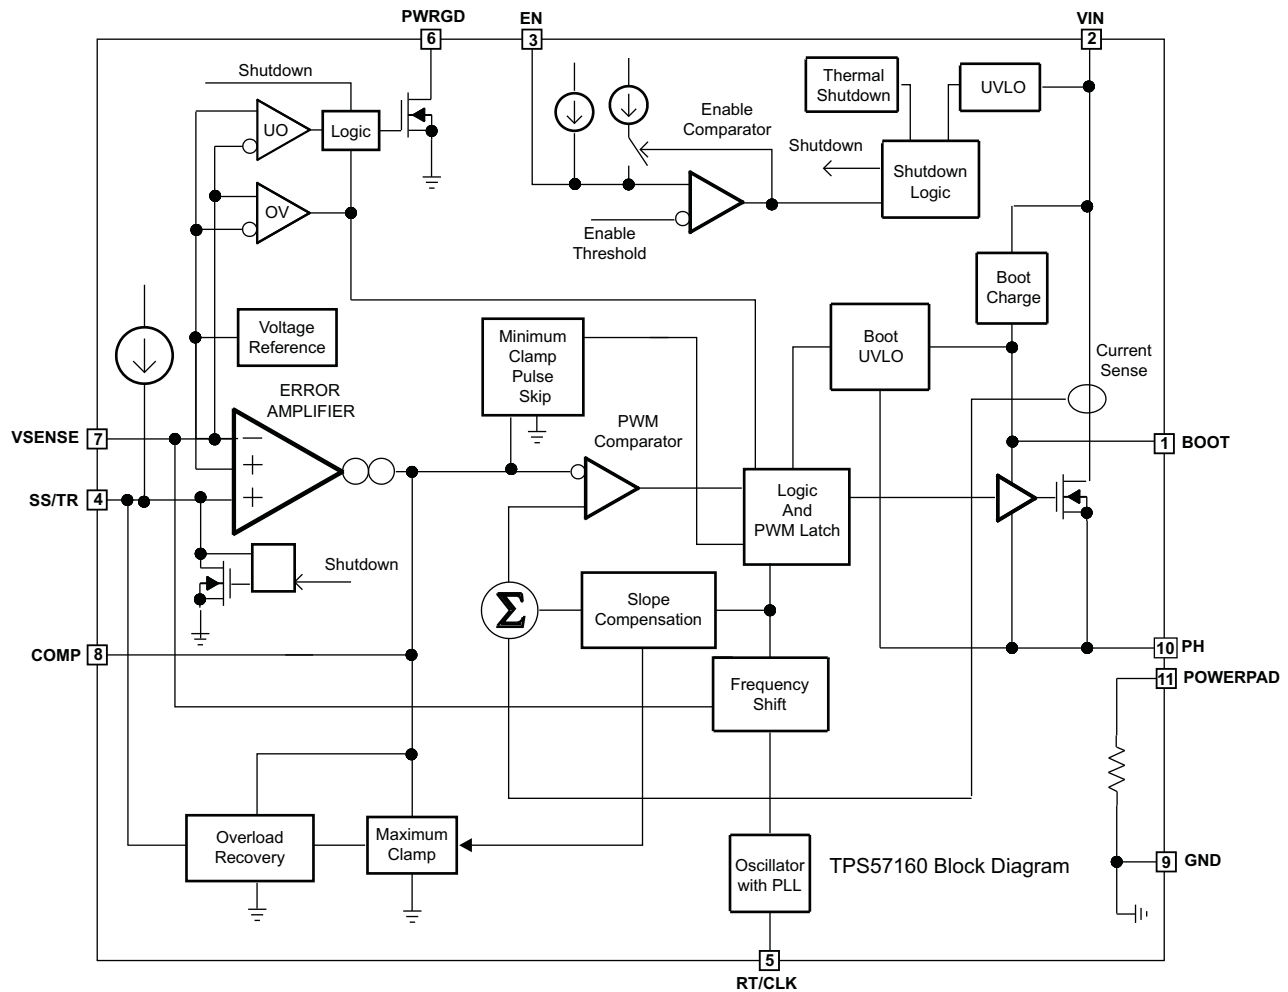 PWRGD
EN
VIN
6
3
2
Shutdown
Thermal
Shutdown
UVLO
UO
Logic
Enable
Comparator
Shutdown
Shutdown
Logic
OV
Enable
Threshold
Boot
Charge
Voltage
Reference
Minimum
Clamp
Pulse
Skip
Boot
UVLO
Current
Sense
ERROR
AMPLIFIER
PWM
Comparator
VSENSE
7
−
1
BOOT
+
SS/TR
4
+
Logic
And
PWM Latch
Shutdown
Σ
Slope
Compensation
COMP
8
10
PH
11
POWERPAD
Frequency
Shift
Overload
Recovery
Maximum
Clamp
Oscillator
with PLL
TPS57160 Block Diagram
9
GND
5
RT/CLK